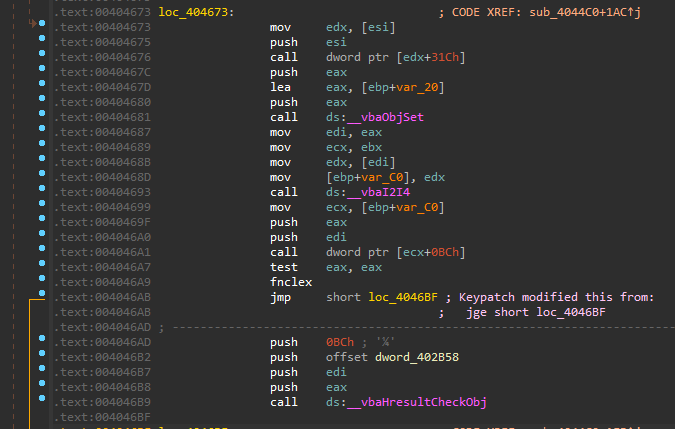 .text:00404673 loc_404673: ; CODE XREF: sub_4044C0+1AC↑j
.text:00404673 mov edx, [esi]
.text:00404675 push esi
.text:00404676 call dword ptr [edx+31Ch]
.text:0040467C push eax
.text:0040467D lea eax, [ebp+var_20]
.text:00404680 push eax
.text:00404681 call ds:__vbaObjSet
.text:00404687 mov edi, eax
.text:00404689 mov ecx, ebx
.text:0040468B mov edx, [edi]
.text:0040468D mov [ebp+var_C0], edx
.text:00404693 call ds:__vbaI2I4
.text:00404699 mov ecx, [ebp+var_C0]
.text:0040469F push eax
.text:004046A0 push edi
.text:004046A1 call dword ptr [ecx+0BCh]
.text:004046A7 test eax, eax
.text:004046A9 fnclex
.text:004046AB jmp short loc_4046BF ; Keypatch modified this from:
.text:004046AB ; jge short loc_4046BF
.text:004046AD ; ---------------------------------------------------------------------------
.text:004046AD push 0BCh ; '¼'
.text:004046B2 push offset dword_402B58
.text:004046B7 push edi
.text:004046B8 push eax
.text:004046B9 call ds:__vbaHresultCheckObj
.text:004046BF